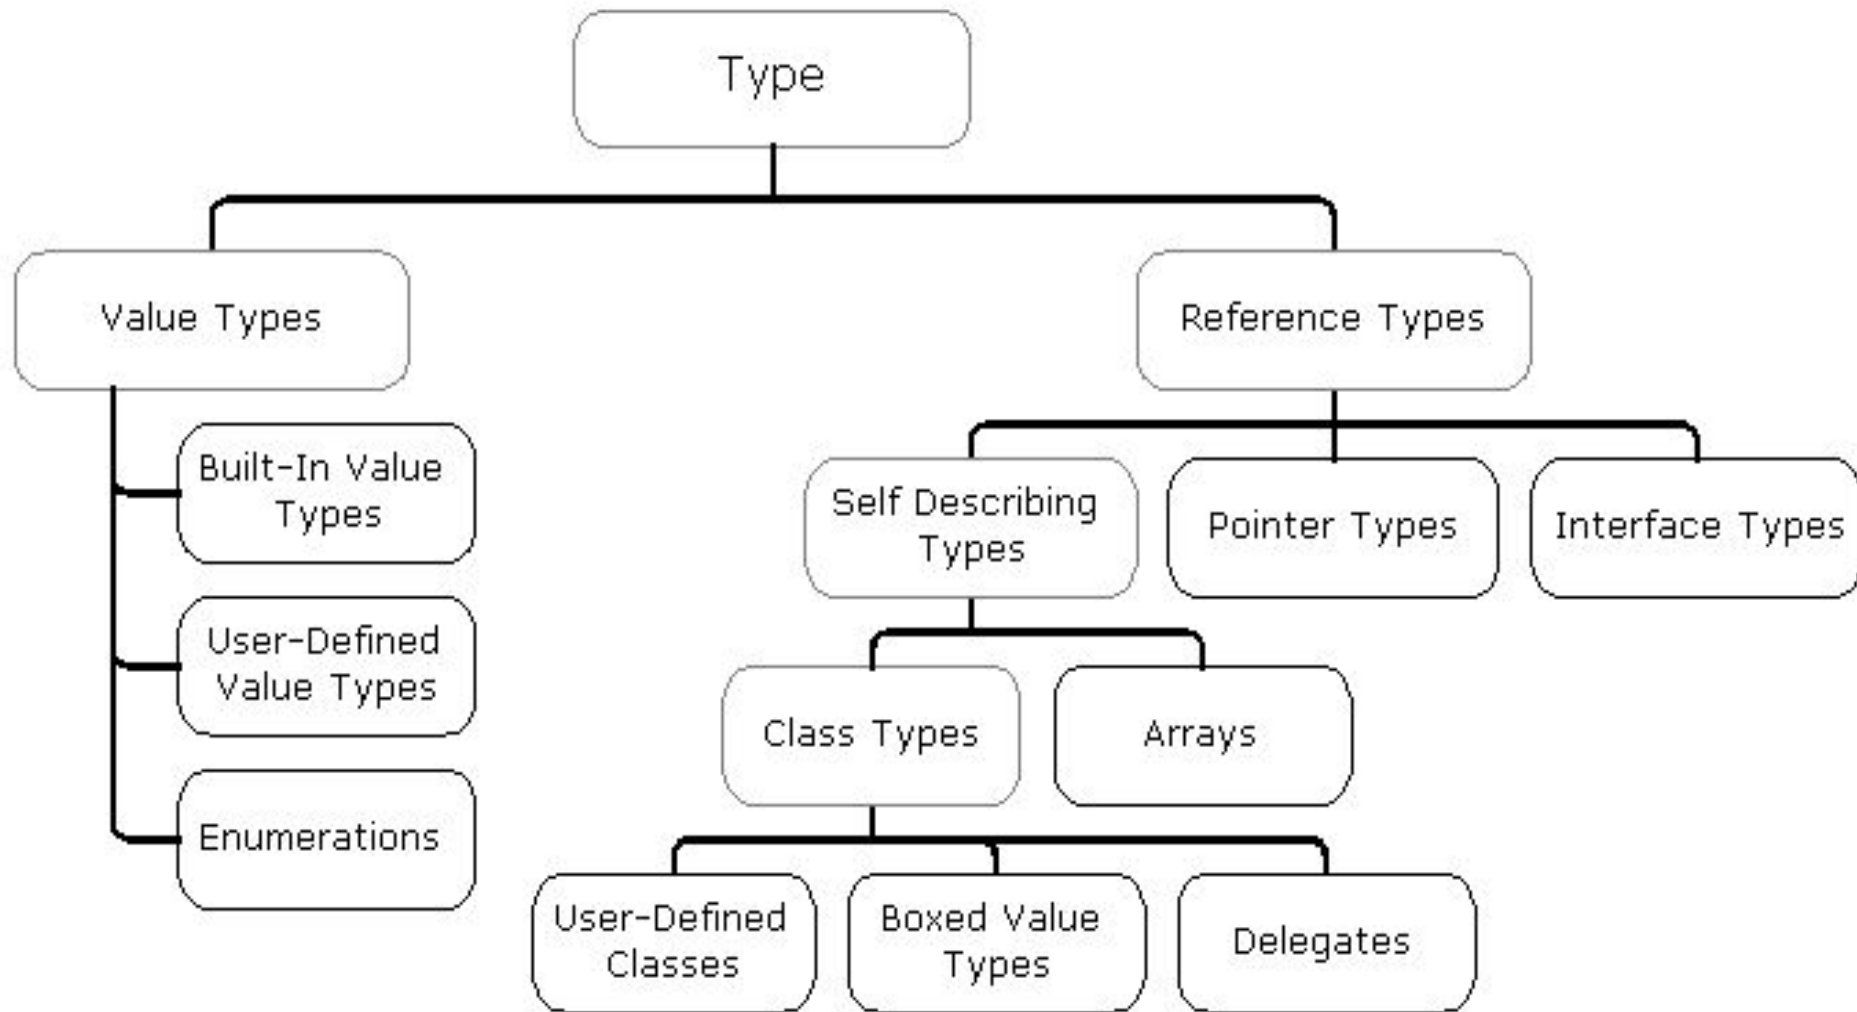 Type
Value Types
Reference Types
Built-In Value
Types
User-Defined
Value Types
Enumerations
Self Describing
Types
Pointer Types
Interface Types
Class Types
Arrays
User-Defined
Classes
Boxed Value
Types
Delegates